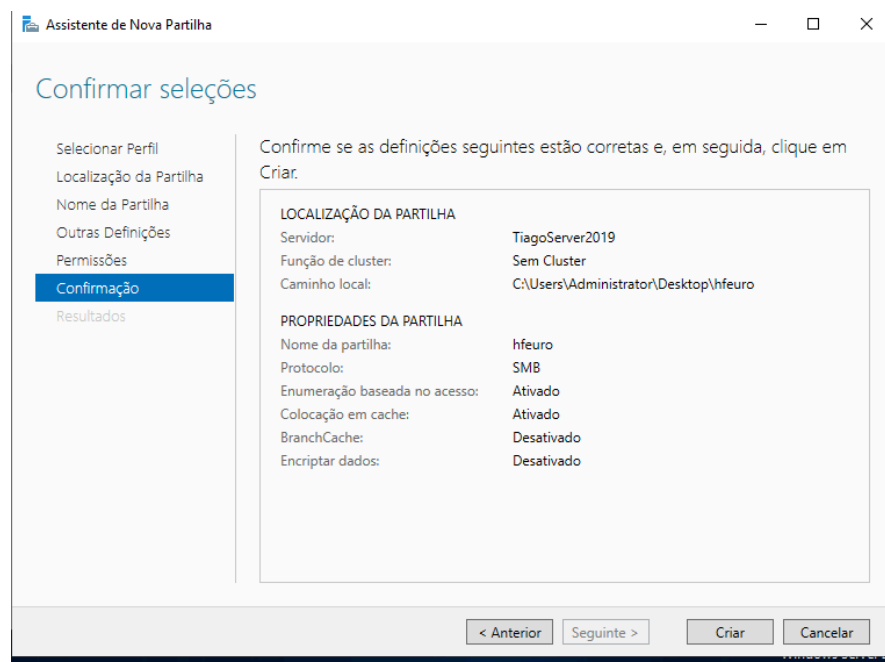 Assistente de Nova Partilha
Confirmar seleções
Selecionar Perfil
Localização da Partilha
Nome da Partilha
Outras Definições
Permissões
Confirmação
Resultados
Confirme se as definições seguintes estão corretas e, em seguida, clique em
Criar.
LOCALIZAÇÃO DA PARTILHA
Servidor: TiagoServer2019
Função de cluster: Sem Cluster
Caminho local: C:\Users\Administrator\Desktop\hfeuro
PROPRIEDADES DA PARTILHA
Nome da partilha: hfeuro
Protocolo: SMB
Enumeração baseada no acesso: Ativado
Colocação em cache: Ativado
BranchCache: Desativado
Encriptar dados: Desativado
< Anterior Seguinte > Criar Cancelar